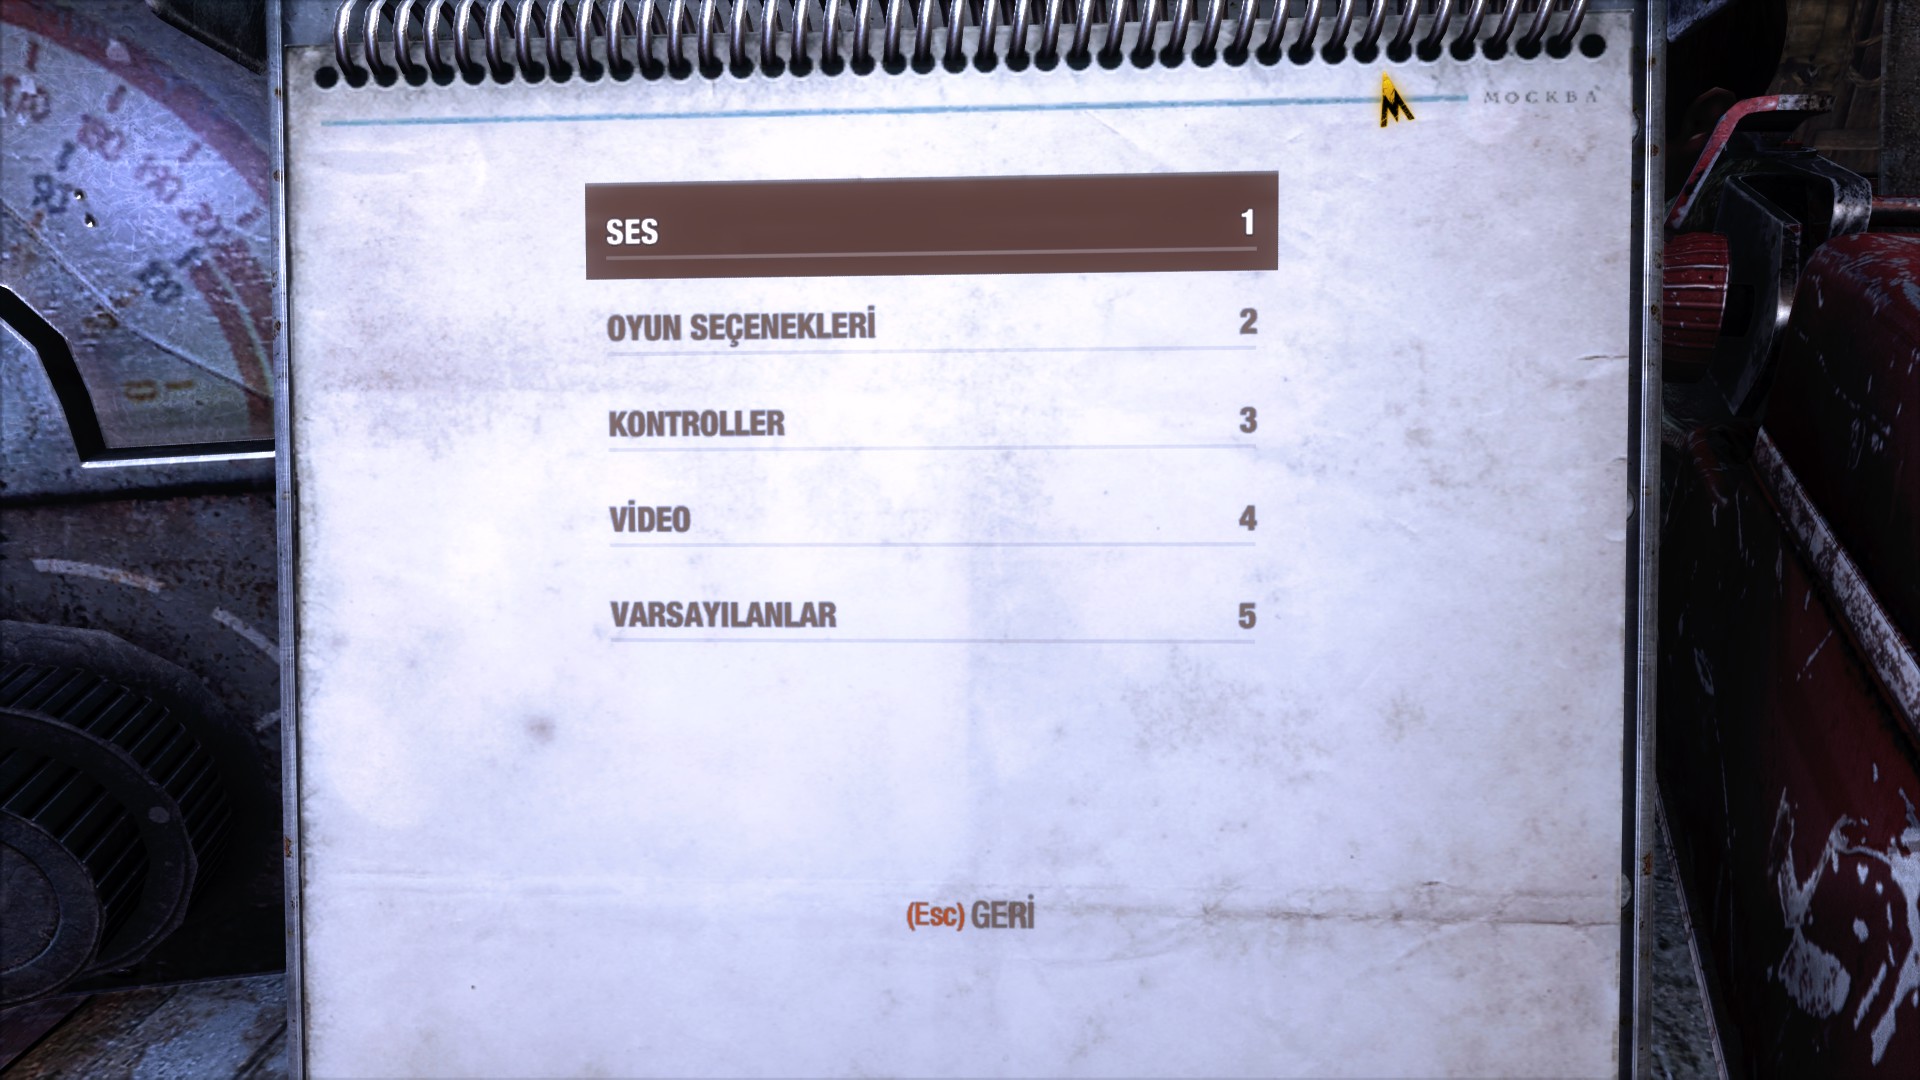 МОСКВА
SES 1
OYUN SEÇENEKLERİ 2
KONTROLLER 3
VİDEO 4
VARSAYILANLAR 5
(Esc) GERİ